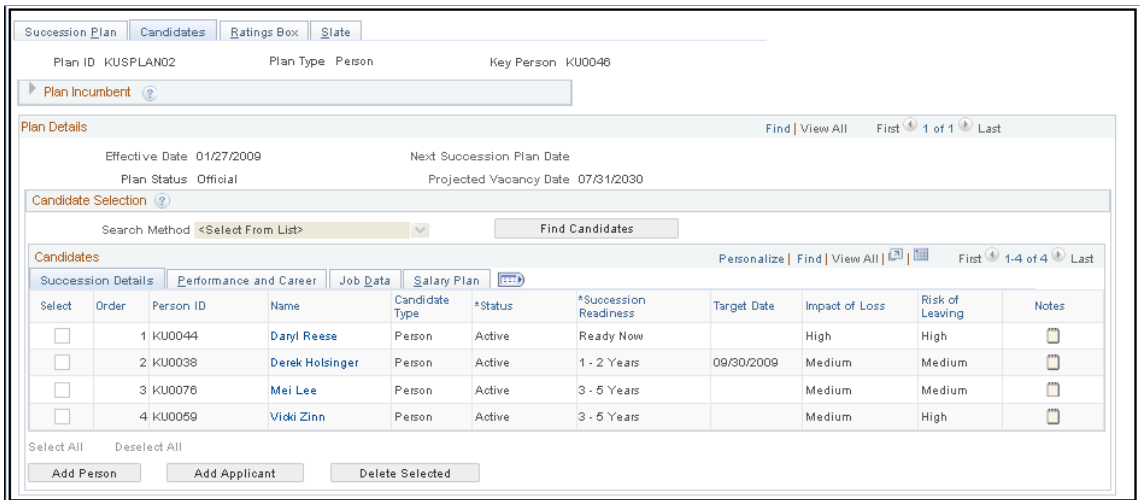 Succession Plan Candidates Ratings Box Slate
Plan ID KUSPLAN02 Plan Type Person Key Person KU0046
Plan Incumbent ?
Plan Details Find | View All First 1 of 1 Last
Effective Date 01/27/2009 Next Succession Plan Date
Plan Status Official Projected Vacancy Date 07/31/2030
Candidate Selection ?
Search Method <Select From List> Find Candidates
Candidates Personalize | Find | View All | | First 1-4 of 4 Last
Succession Details Performance and Career Job Data Salary Plan
Select Order Person ID Name Candidate Type *Status *Succession Readiness Target Date Impact of Loss Risk of Leaving Notes
1 KU0044 Daryl Reese Person Active Ready Now High High
2 KU0038 Derek Holsinger Person Active 1 - 2 Years 09/30/2009 Medium Medium
3 KU0076 Mei Lee Person Active 3 - 5 Years Medium Medium
4 KU0059 Vicki Zinn Person Active 3 - 5 Years Medium High
Select All Deselect All
Add Person Add Applicant Delete Selected